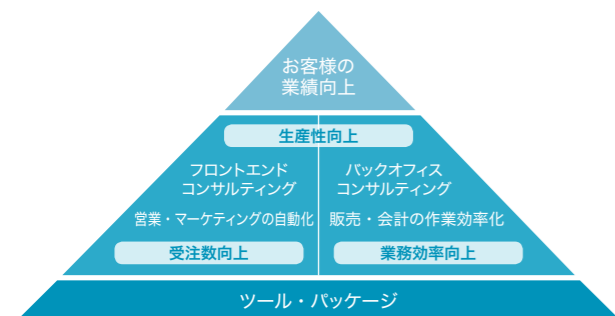 お客様の
業績向上
生産性向上
フロントエンド
コンサルティング
営業・マーケティングの自動化
受注数向上
バックオフィス
コンサルティング
販売・会計の作業効率化
業務効率向上
ツール・パッケージ